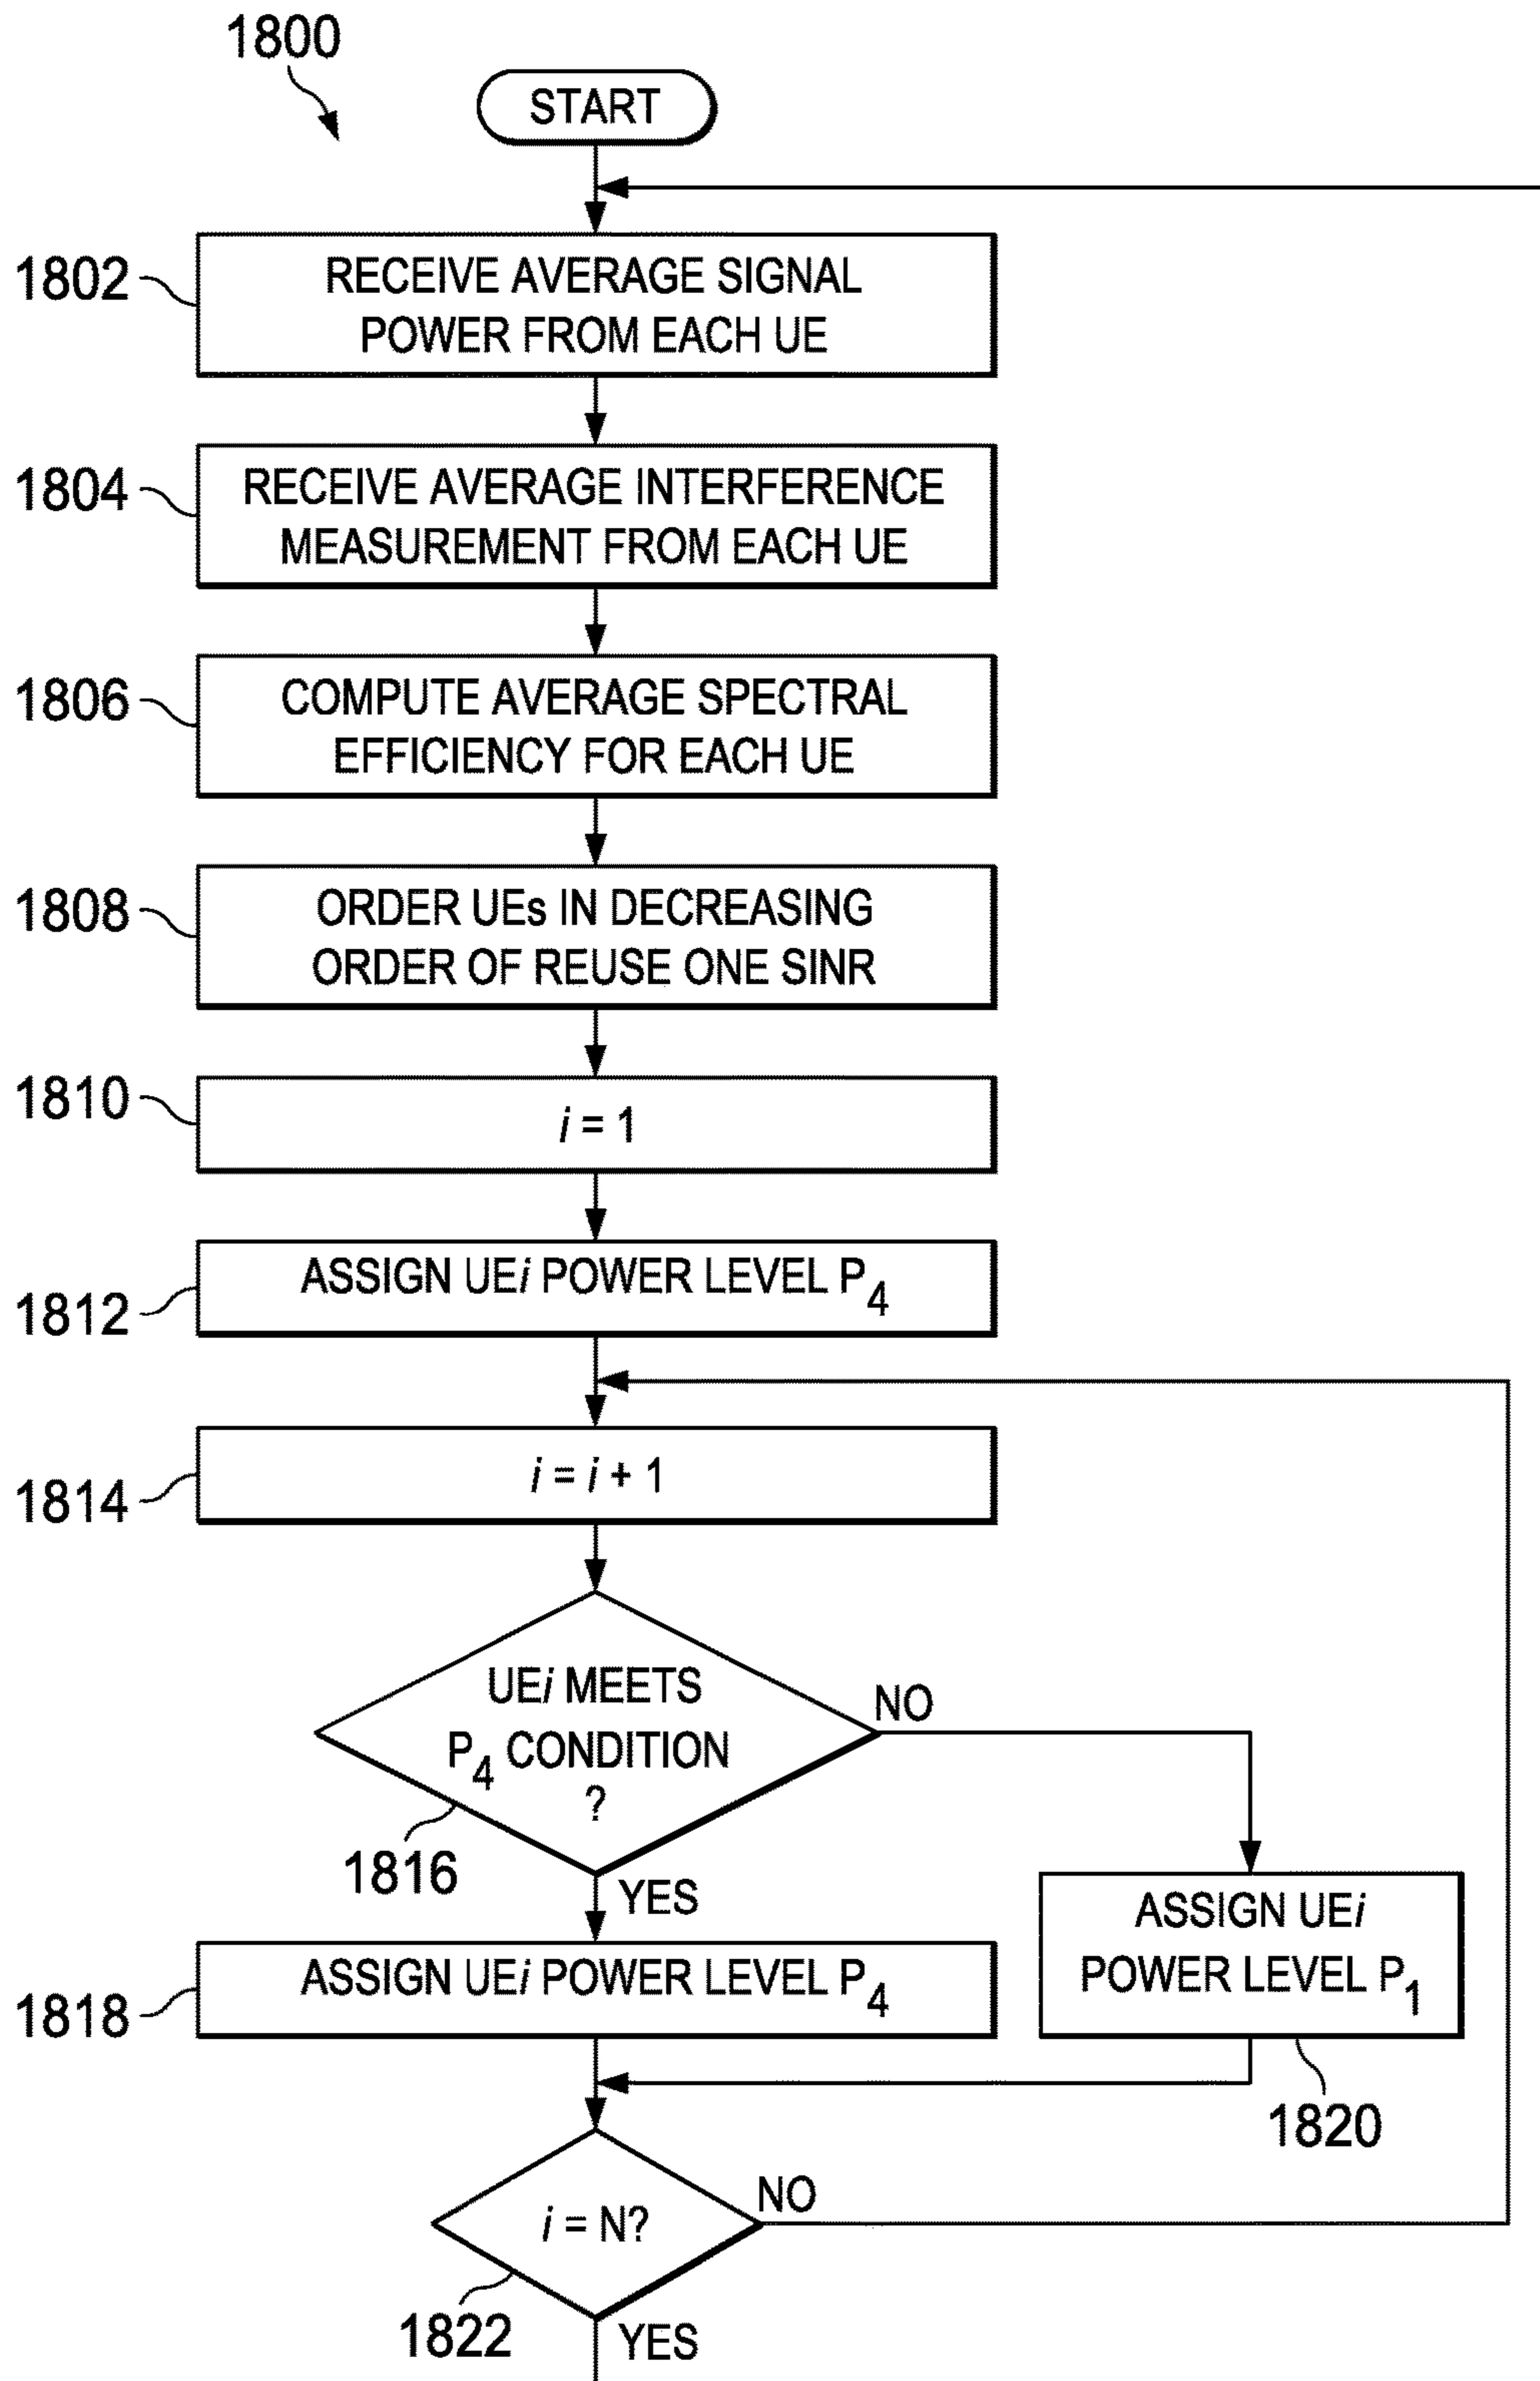 1800
START
1802
RECEIVE AVERAGE SIGNAL
POWER FROM EACH UE
1804
RECEIVE AVERAGE INTERFERENCE
MEASUREMENT FROM EACH UE
1806
COMPUTE AVERAGE SPECTRAL
EFFICIENCY FOR EACH UE
1808
ORDER UEs IN DECREASING
ORDER OF REUSE ONE SINR
1810
i = 1
1812
ASSIGN UEi POWER LEVEL P4
1814
i = i + 1
UEi MEETS
P4 CONDITION
?
NO
1816
YES
1818
ASSIGN UEi POWER LEVEL P4
ASSIGN UEi
POWER LEVEL P1
1820
i = N?
NO
1822
YES